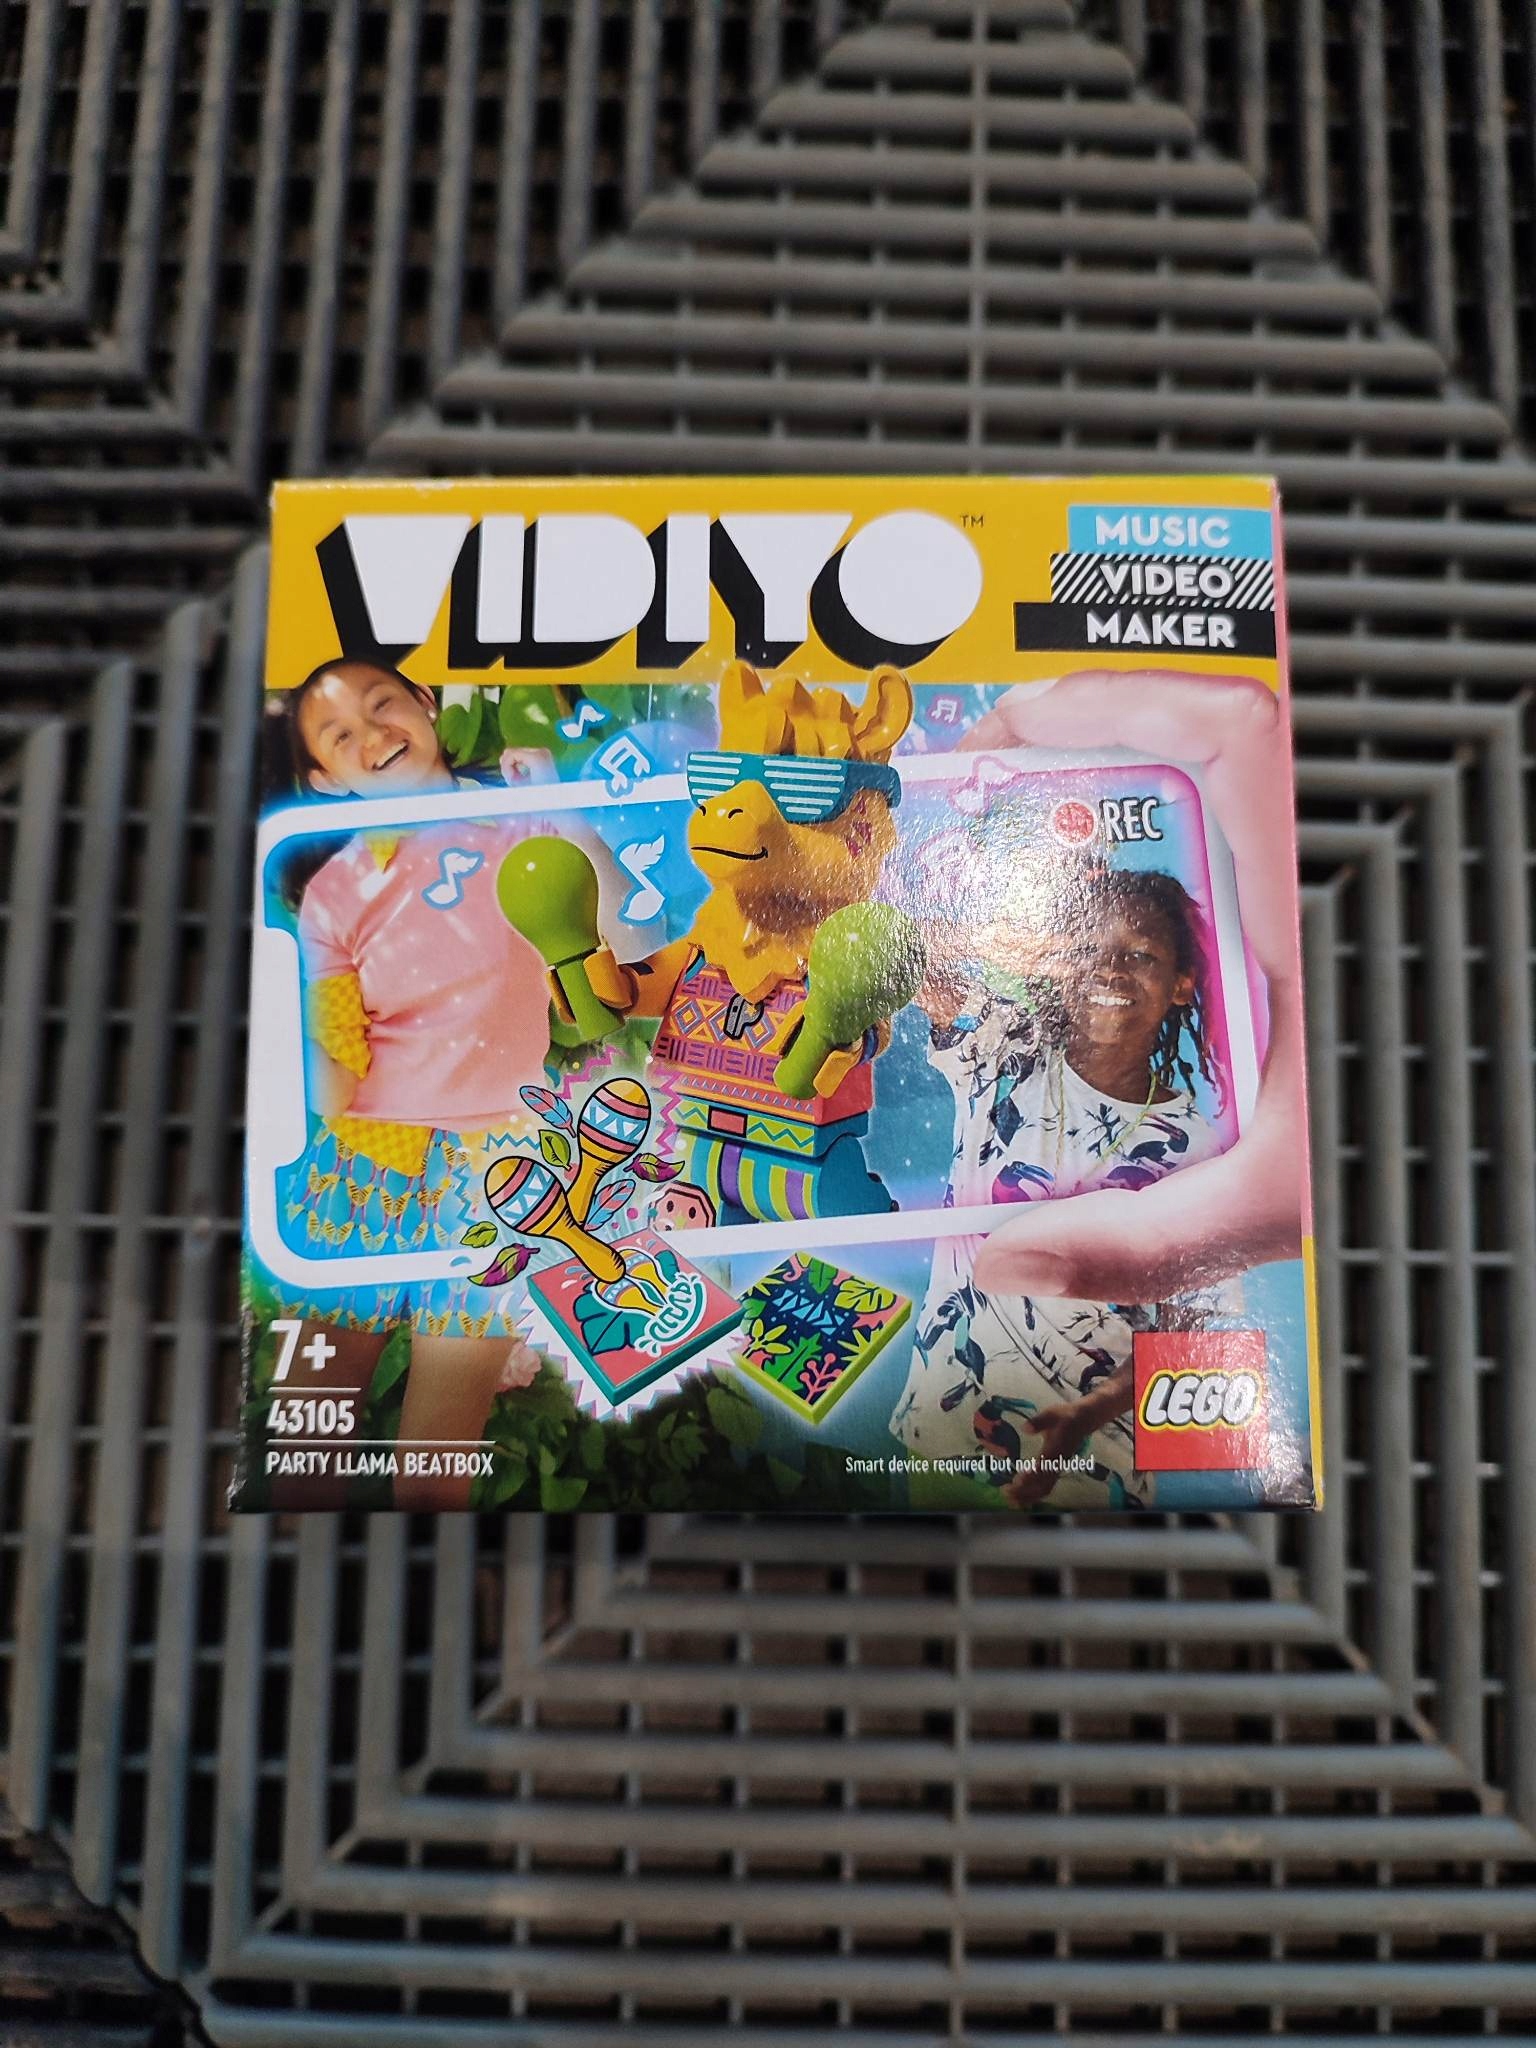 VIDIYO™
MUSIC
VIDEO
MAKER
REC
7+
43105
PARTY LLAMA BEATBOX
Smart device required but not included
LEGO